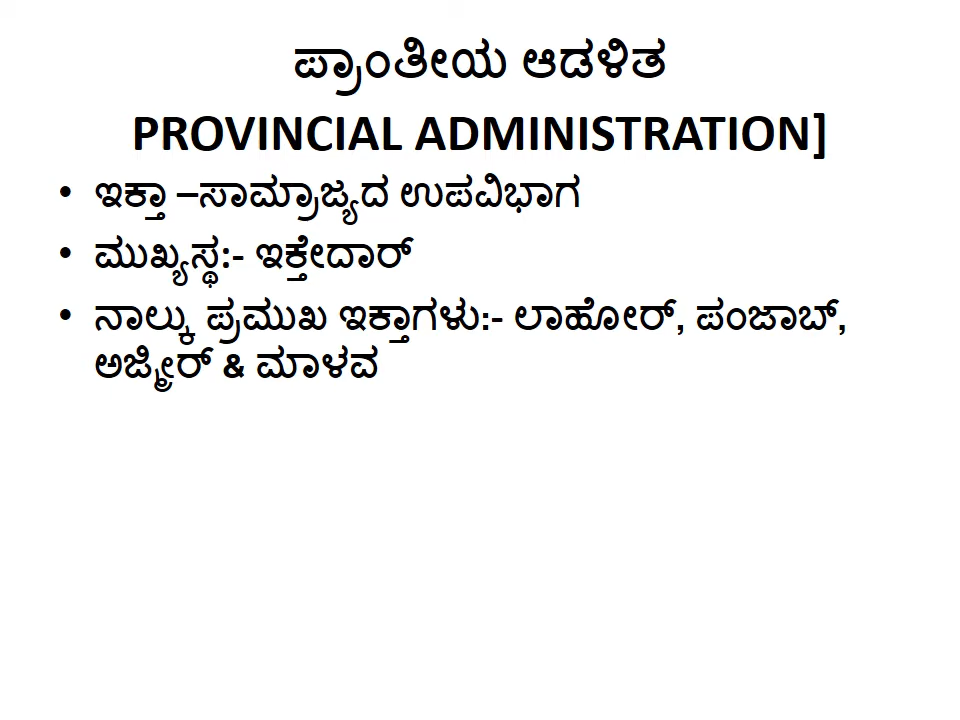 ಪ್ರಾಂತೀಯ ಆಡಳಿತ
PROVINCIAL ADMINISTRATION]
• ಇಕ್ತಾ –ಸಾಮ್ರಾಜ್ಯದ ಉಪವಿಭಾಗ
• ಮುಖ್ಯಸ್ಥ:- ಇಕ್ತೇದಾರ್
• ನಾಲ್ಕು ಪ್ರಮುಖ ಇಕ್ತಾಗಳು:- ಲಾಹೋರ್, ಪಂಜಾಬ್,
ಅಜ್ಮೀರ್ & ಮಾಳವ